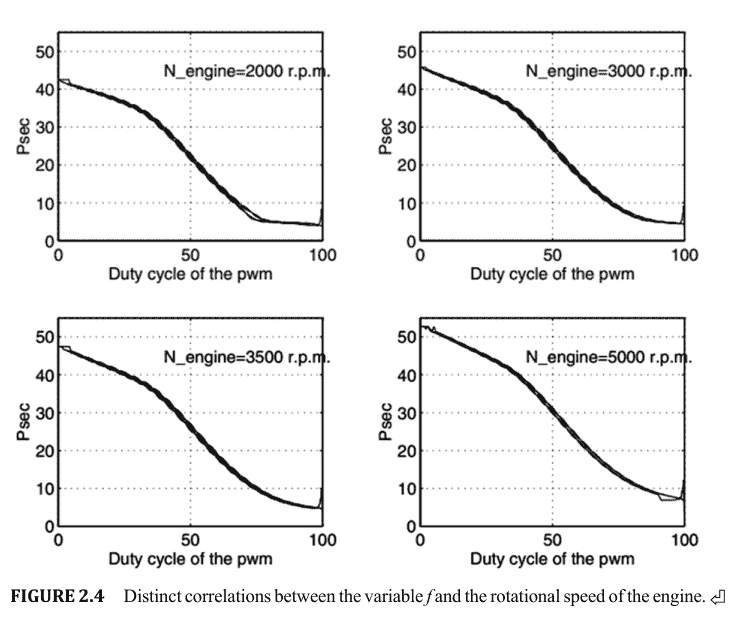 50
40
30
20
10
0
Psec
N_engine=2000 r.p.m.
0 50 100
Duty cycle of the pwm
50
40
30
20
10
0
Psec
N_engine=3000 r.p.m.
0 50 100
Duty cycle of the pwm
50
40
30
20
10
0
Psec
N_engine=3500 r.p.m.
0 50 100
Duty cycle of the pwm
50
40
30
20
10
0
Psec
N_engine=5000 r.p.m.
0 50 100
Duty cycle of the pwm
FIGURE 2.4 Distinct correlations between the variable f and the rotational speed of the engine. ⏎